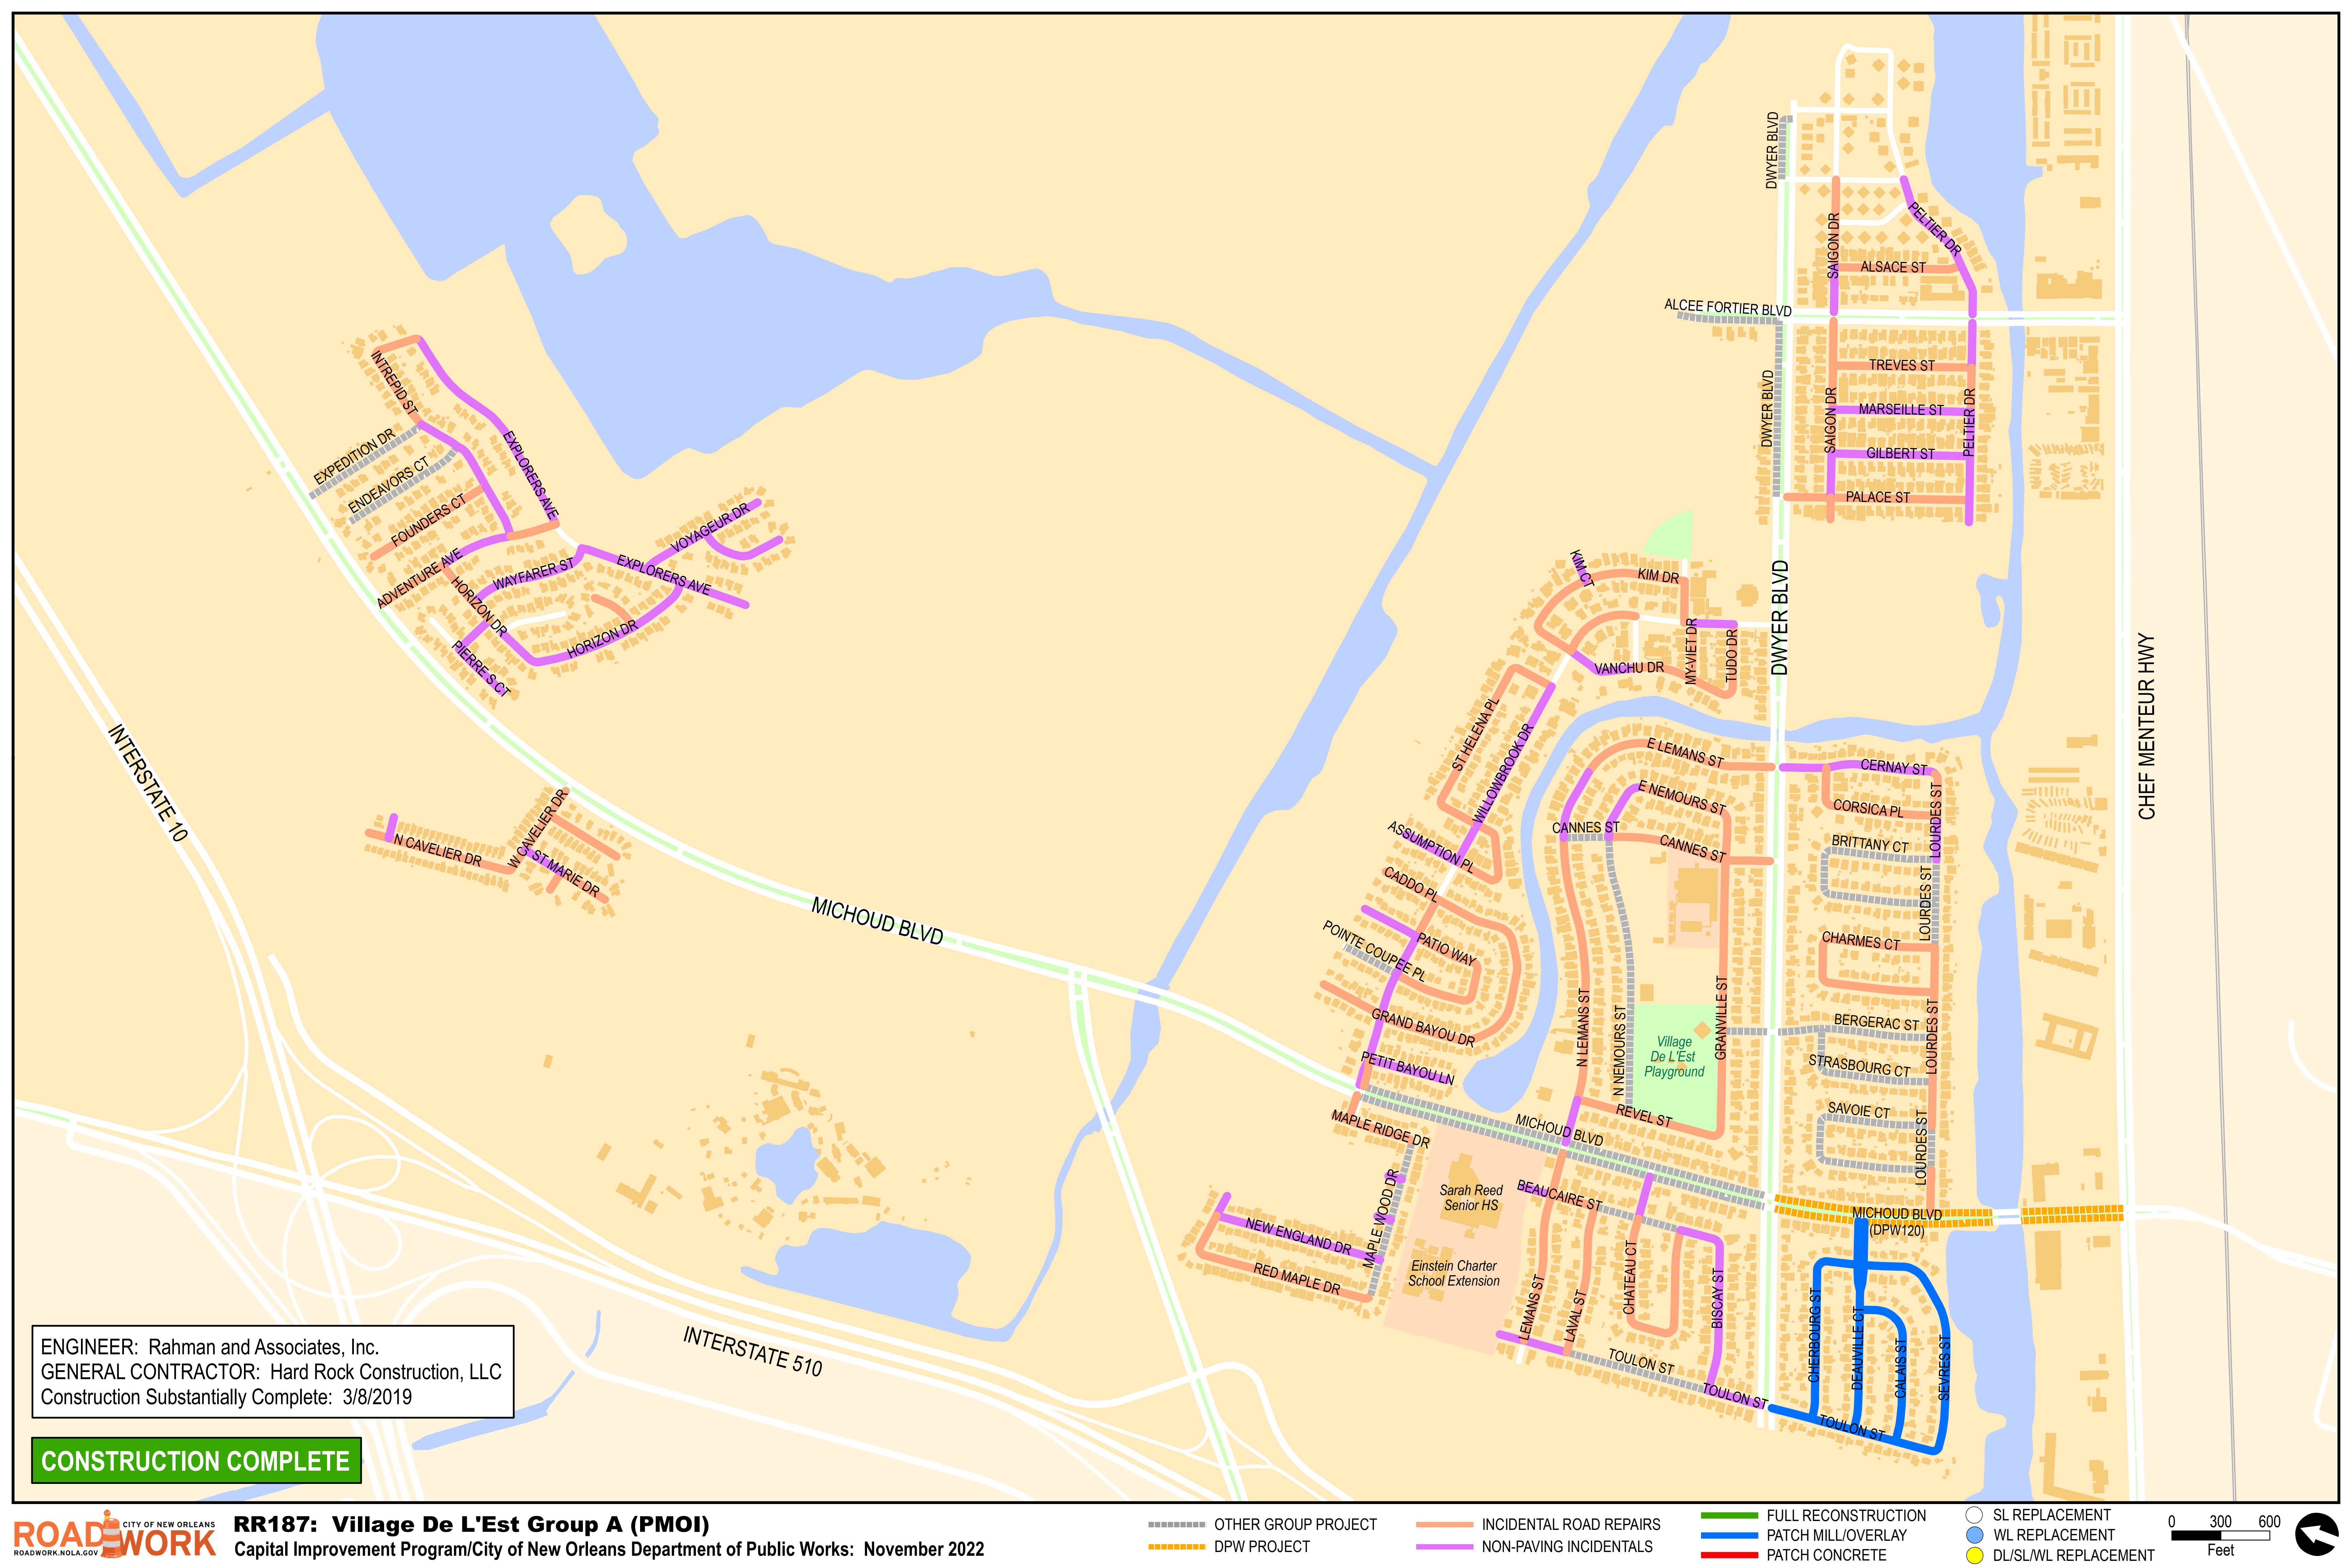 DWYER BLVD
SAIGON DR
PELTIER DR
ALSACE ST
ALCEE FORTIER BLVD
TREVES ST
DWYER BLVD
SAIGON DR
MARSEILLE ST
PELTIER DR
GILBERT ST
PALACE ST
INTREPID ST
EXPLORERS AVE
EXPEDITION DR
ENDEAVORS CT
FOUNDERS CT
VOYAGEUR DR
ADVENTURE AVE
WAYFARER ST
EXPLORERS AVE
HORIZON DR
HORIZON DR
PIERRE S CT
KIM CT
KIM DR
DWYER BLVD
MY-VIET DR
TUDO DR
VANCHU DR
CHEF MENTEUR HWY
ST HELENA PL
WILLOWBROOK DR
E LEMANS ST
CERNAY ST
E NEMOURS ST
CORSICA PL
LOURDES ST
INTERSTATE 10
N CAVELIER DR
W CAVELIER DR
ST MARIE DR
ASSUMPTION PL
CANNES ST
CANNES ST
BRITTANY CT
LOURDES ST
CADDO PL
MICHOUD BLVD
PATIO WAY
POINTE COUPEE PL
CHARMES CT
GRAND BAYOU DR
N LEMANS ST
N NEMOURS ST
GRANVILLE ST
BERGERAC ST
LOURDES ST
Village
De L'Est
Playground
PETIT BAYOU LN
STRASBOURG CT
REVEL ST
SAVOIE CT
MAPLE RIDGE DR
MICHOUD BLVD
LOURDES ST
MAPLE WOOD DR
Sarah Reed
Senior HS
BEAUCAIRE ST
MICHOUD BLVD
(DPW120)
NEW ENGLAND DR
RED MAPLE DR
Einstein Charter
School Extension
CHATEAU CT
BISCAY ST
LEMANS ST
LAVAL ST
CHERBOURG ST
DEAUVILLE CT
CALAIS ST
SEVRES ST
INTERSTATE 510
TOULON ST
TOULON ST
TOULON ST
ENGINEER: Rahman and Associates, Inc.
GENERAL CONTRACTOR: Hard Rock Construction, LLC
Construction Substantially Complete: 3/8/2019
CONSTRUCTION COMPLETE
CITY OF NEW ORLEANS
ROADWORK
ROADWORK.NOLA.GOV
RR187: Village De L'Est Group A (PMOI)
Capital Improvement Program/City of New Orleans Department of Public Works: November 2022
OTHER GROUP PROJECT
DPW PROJECT
INCIDENTAL ROAD REPAIRS
NON-PAVING INCIDENTALS
FULL RECONSTRUCTION
PATCH MILL/OVERLAY
PATCH CONCRETE
SL REPLACEMENT
WL REPLACEMENT
DL/SL/WL REPLACEMENT
0 300 600
Feet